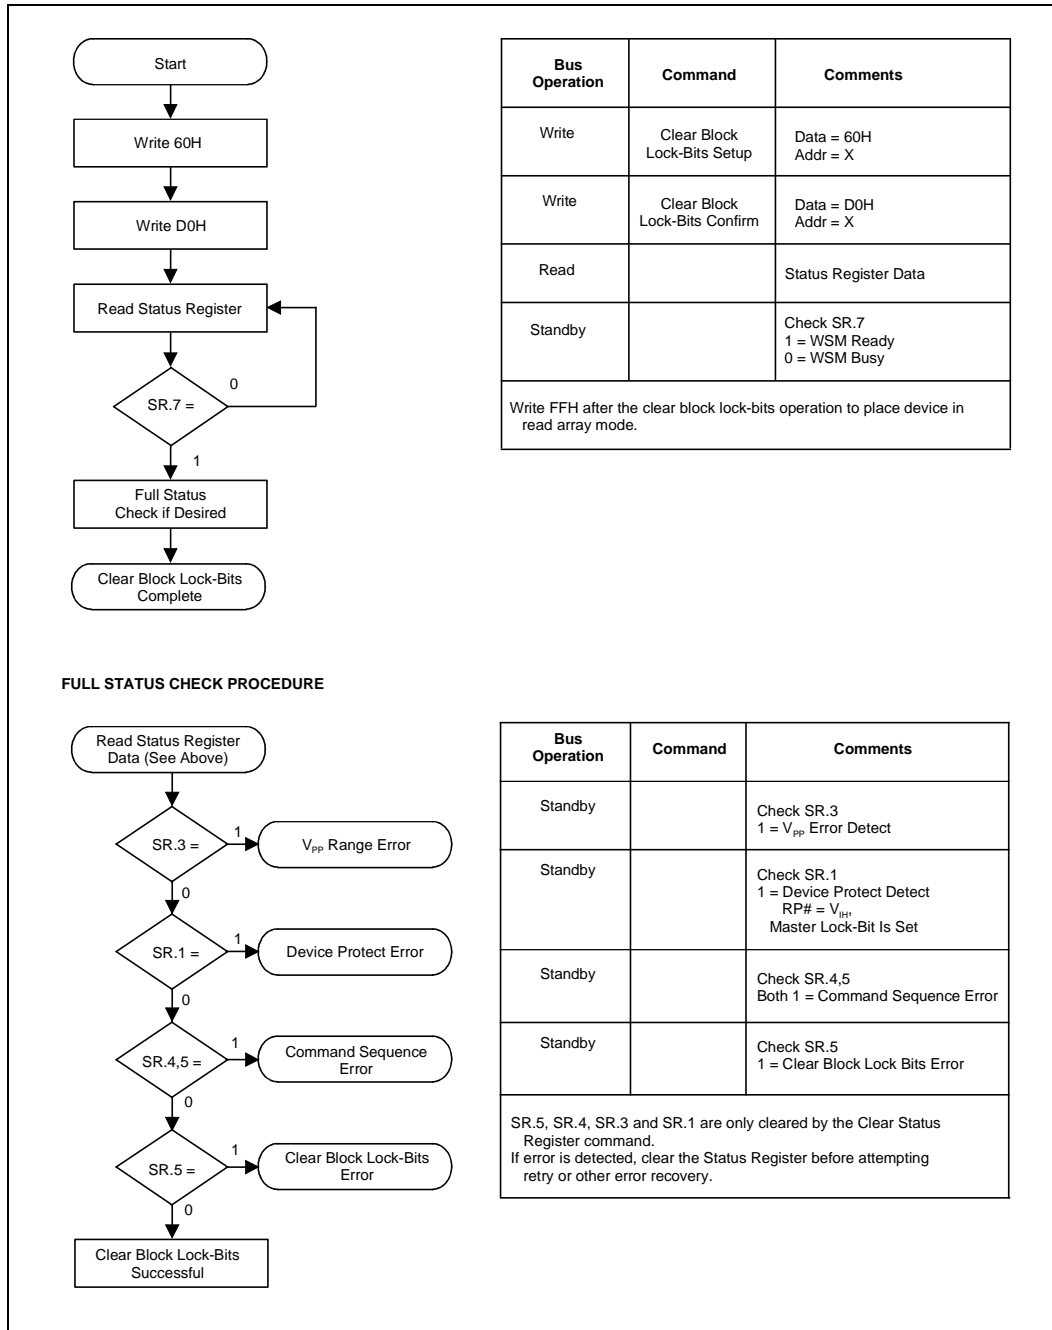 Start
Write 60H
Write D0H
Read Status Register
0
SR.7 =
1
Full Status
Check if Desired
Clear Block Lock-Bits
Complete
Bus
Operation
Command
Comments
Write
Clear Block
Lock-Bits Setup
Data = 60H
Addr = X
Write
Clear Block
Lock-Bits Confirm
Data = D0H
Addr = X
Read
Status Register Data
Standby
Check SR.7
1 = WSM Ready
0 = WSM Busy
Write FFH after the clear block lock-bits operation to place device in
read array mode.
FULL STATUS CHECK PROCEDURE
Read Status Register
Data (See Above)
SR.3 =
1
VPP Range Error
0
SR.1 =
1
Device Protect Error
0
SR.4,5 =
1
Command Sequence
Error
0
SR.5 =
1
Clear Block Lock-Bits
Error
0
Clear Block Lock-Bits
Successful
Bus
Operation
Command
Comments
Standby
Check SR.3
1 = VPP Error Detect
Standby
Check SR.1
1 = Device Protect Detect
RP# = VIH,
Master Lock-Bit Is Set
Standby
Check SR.4,5
Both 1 = Command Sequence Error
Standby
Check SR.5
1 = Clear Block Lock Bits Error
SR.5, SR.4, SR.3 and SR.1 are only cleared by the Clear Status
Register command.
If error is detected, clear the Status Register before attempting
retry or other error recovery.